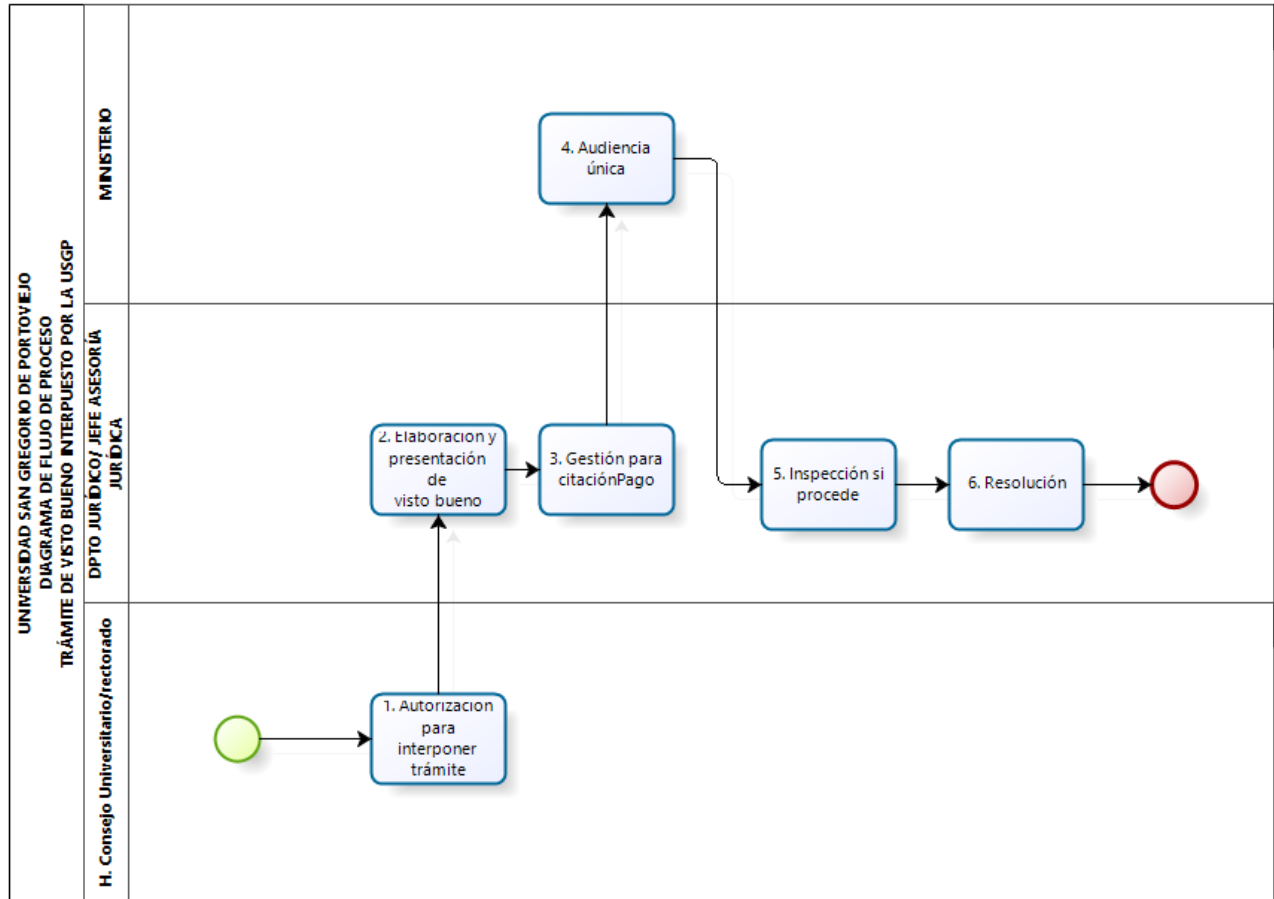 UNIVERSIDAD SAN GREGORIO DE PORTOVIEJO
DIAGRAMA DE FLUJO DE PROCESO
TRÁMITE DE VISTO BUENO INTERPUESTO POR LA USGP
MINISTERIO
4. Audiencia
única
DPTO JURÍDICO/ JEFE ASESORÍA
JURÍDICA
2. Elaboración y
presentación
de
visto bueno
3. Gestión para
citaciónPago
5. Inspección si
procede
6. Resolución
H. Consejo Universitario/rectorado
1. Autorización
para
interponer
trámite